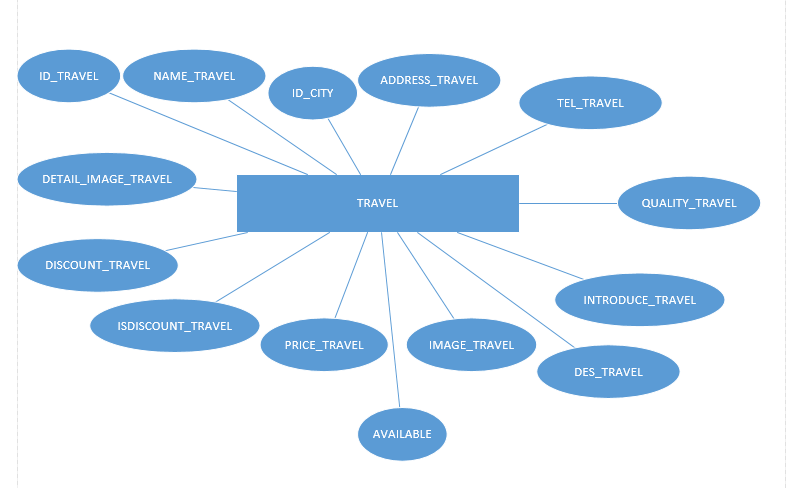 ID_TRAVEL
NAME_TRAVEL
ID_CITY
ADDRESS_TRAVEL
TEL_TRAVEL
DETAIL_IMAGE_TRAVEL
TRAVEL
QUALITY_TRAVEL
DISCOUNT_TRAVEL
INTRODUCE_TRAVEL
ISDISCOUNT_TRAVEL
PRICE_TRAVEL
IMAGE_TRAVEL
DES_TRAVEL
AVAILABLE